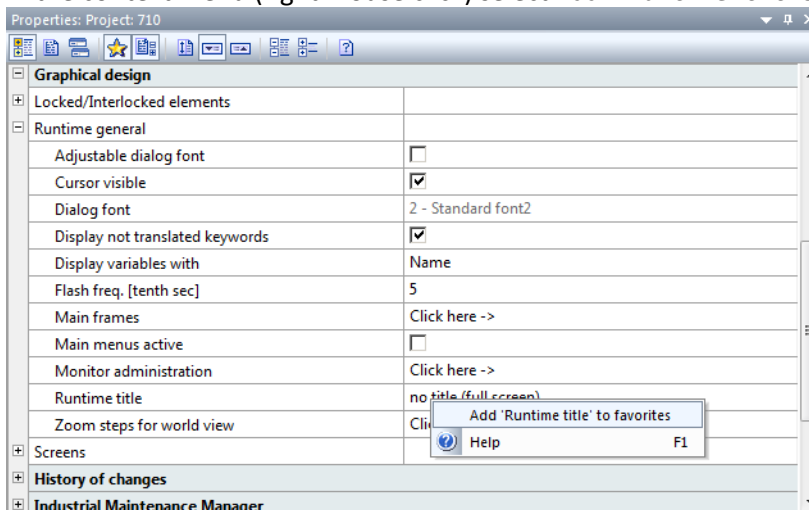 Properties: Project: 710
Graphical design
Locked/Interlocked elements
Runtime general
Adjustable dialog font
Cursor visible
Dialog font 2 - Standard font2
Display not translated keywords
Display variables with Name
Flash freq. [tenth sec] 5
Main frames Click here ->
Main menus active
Monitor administration Click here ->
Runtime title no title (full screen)
Zoom steps for world view
Add 'Runtime title' to favorites
Help F1
Screens
History of changes
Industrial Maintenance Manager